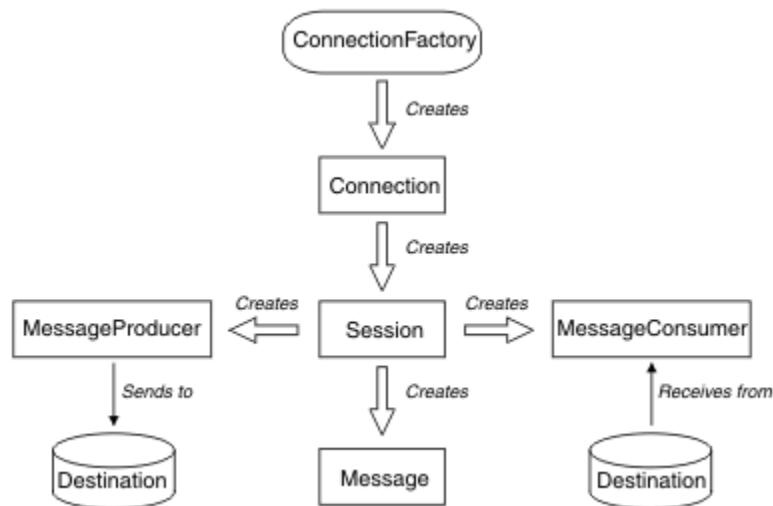 ConnectionFactory
Creates
Connection
Creates
Creates
Creates
MessageProducer
Session
MessageConsumer
Sends to
Creates
Receives from
Destination
Message
Destination